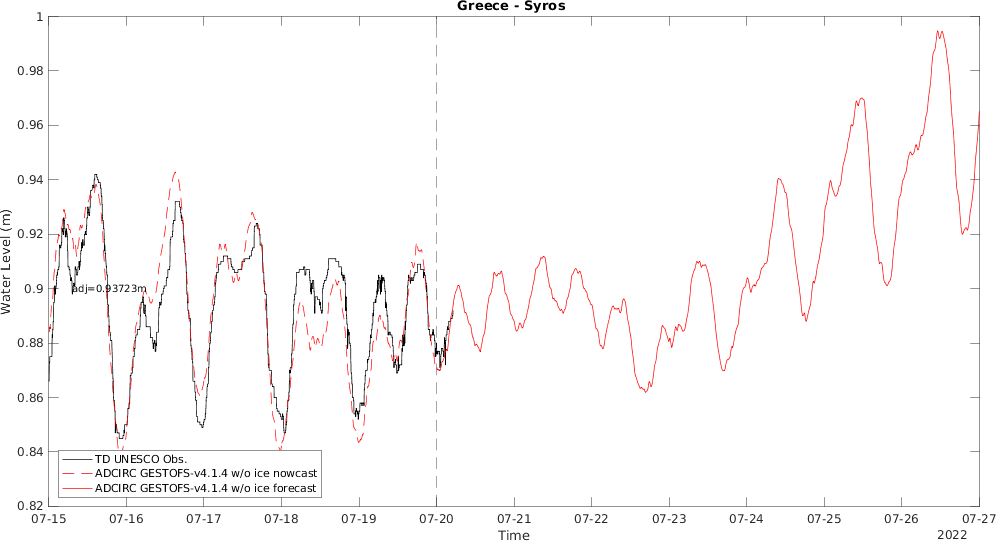 Greece - Syros
1
0.98
0.96
0.94
0.92
0.9
0.88
0.86
0.84
0.82
Water Level (m)
adj=0.93723m
TD UNESCO Obs.
ADCIRC GESTOFS-v4.1.4 w/o ice nowcast
ADCIRC GESTOFS-v4.1.4 w/o ice forecast
07-15 07-16 07-17 07-18 07-19 07-20 07-21 07-22 07-23 07-24 07-25 07-26 07-27
Time
2022